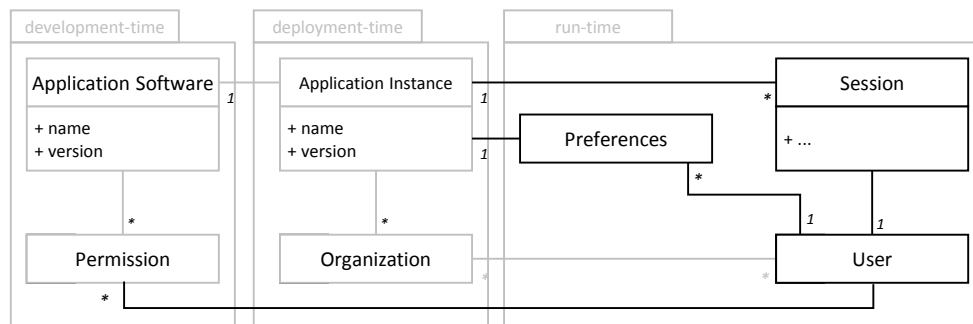 development-time
deployment-time
run-time
Application Software
Application Instance
Session
1
1
*
+ name
+ version
+ name
+ version
1
Preferences
+ ...
*
*
*
1
1
Permission
Organization
User
*
*
*